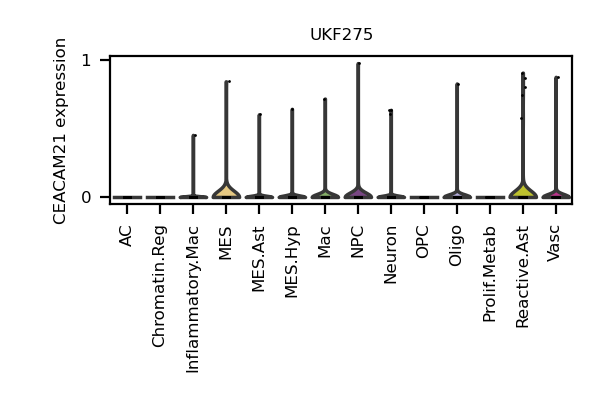 UKF275
CEACAM21 expression
1
0
AC
Chromatin.Reg
Inflammatory.Mac
MES
MES.Ast
MES.Hyp
Mac
NPC
Neuron
OPC
Oligo
Prolif.Metab
Reactive.Ast
Vasc